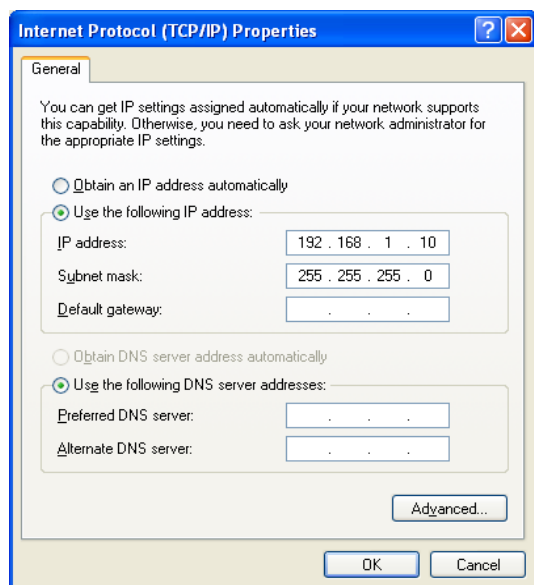 Internet Protocol (TCP/IP) Properties
General
You can get IP settings assigned automatically if your network supports
this capability. Otherwise, you need to ask your network administrator for
the appropriate IP settings.
Obtain an IP address automatically
Use the following IP address:
IP address: 192 . 168 . 1 . 10
Subnet mask: 255 . 255 . 255 . 0
Default gateway: . . .
Obtain DNS server address automatically
Use the following DNS server addresses:
Preferred DNS server: . . .
Alternate DNS server: . . .
Advanced...
OK Cancel